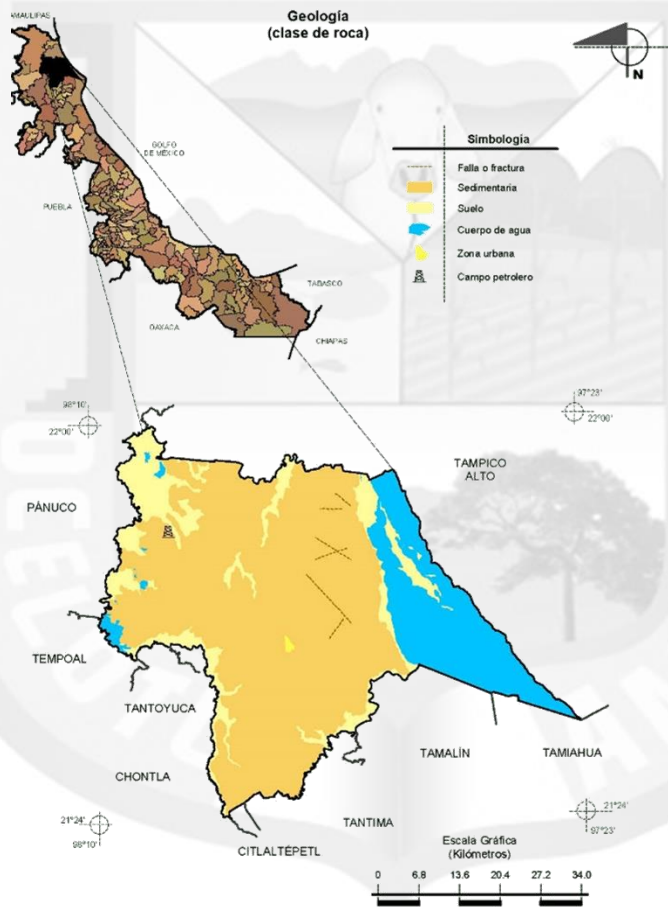 Geología
(clase de roca)
AMAULIPAS
N
GOLFO
DE MÉXICO
PUEBLA
TABASCO
OAXACA
CHIAPAS
Simbología
Falla o fractura
Sedimentaria
Suelo
Cuerpo de agua
Zona urbana
Campo petrolero
98°10'
22°06'
97°23'
22°06'
TAMPICO
ALTO
PÁNUCO
TEMPOAL
TANTOYUCA
TAMALÍN
TAMIAHUA
CHONTLA
TANTIMA
CITLALTÉPETL
21°24'
98°10'
21°24'
97°23'
Escala Gráfica
(Kilómetros)
0 6.8 13.6 20.4 27.2 34.0